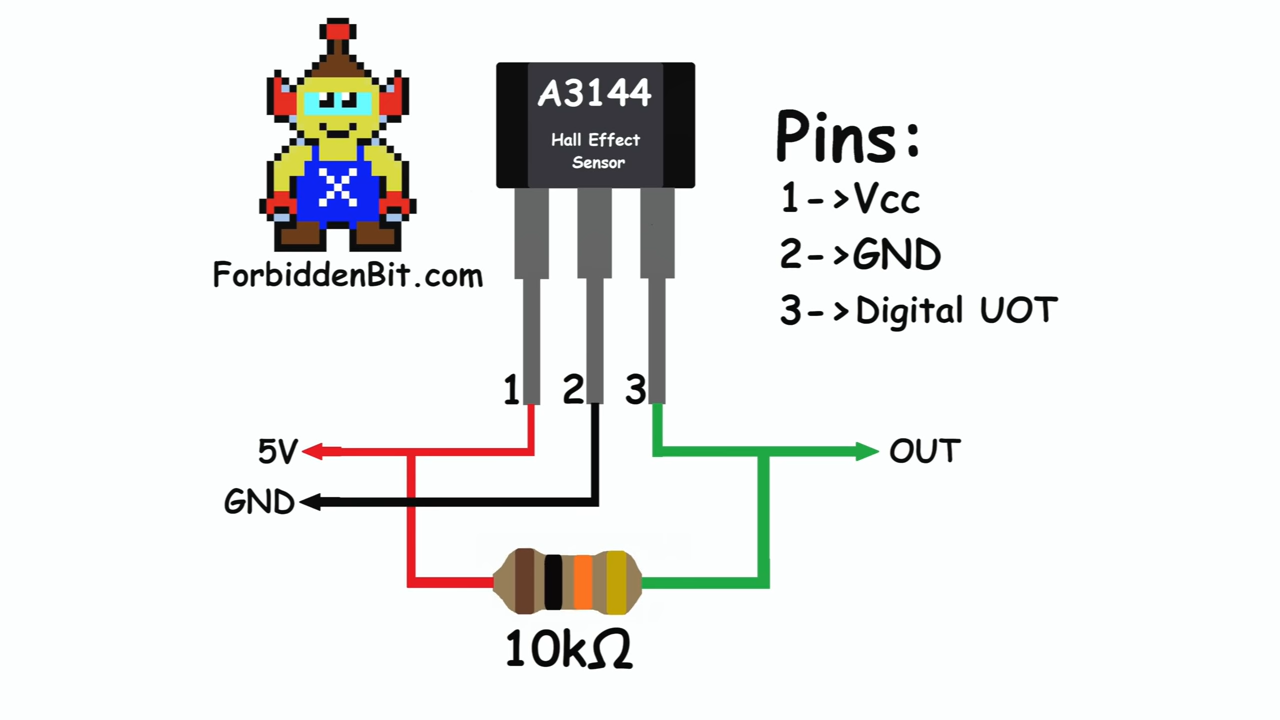 A3144
Hall Effect
Sensor
ForbiddenBit.com
Pins:
1->Vcc
2->GND
3->Digital UOT
1 2 3
5V
OUT
GND
10kΩ